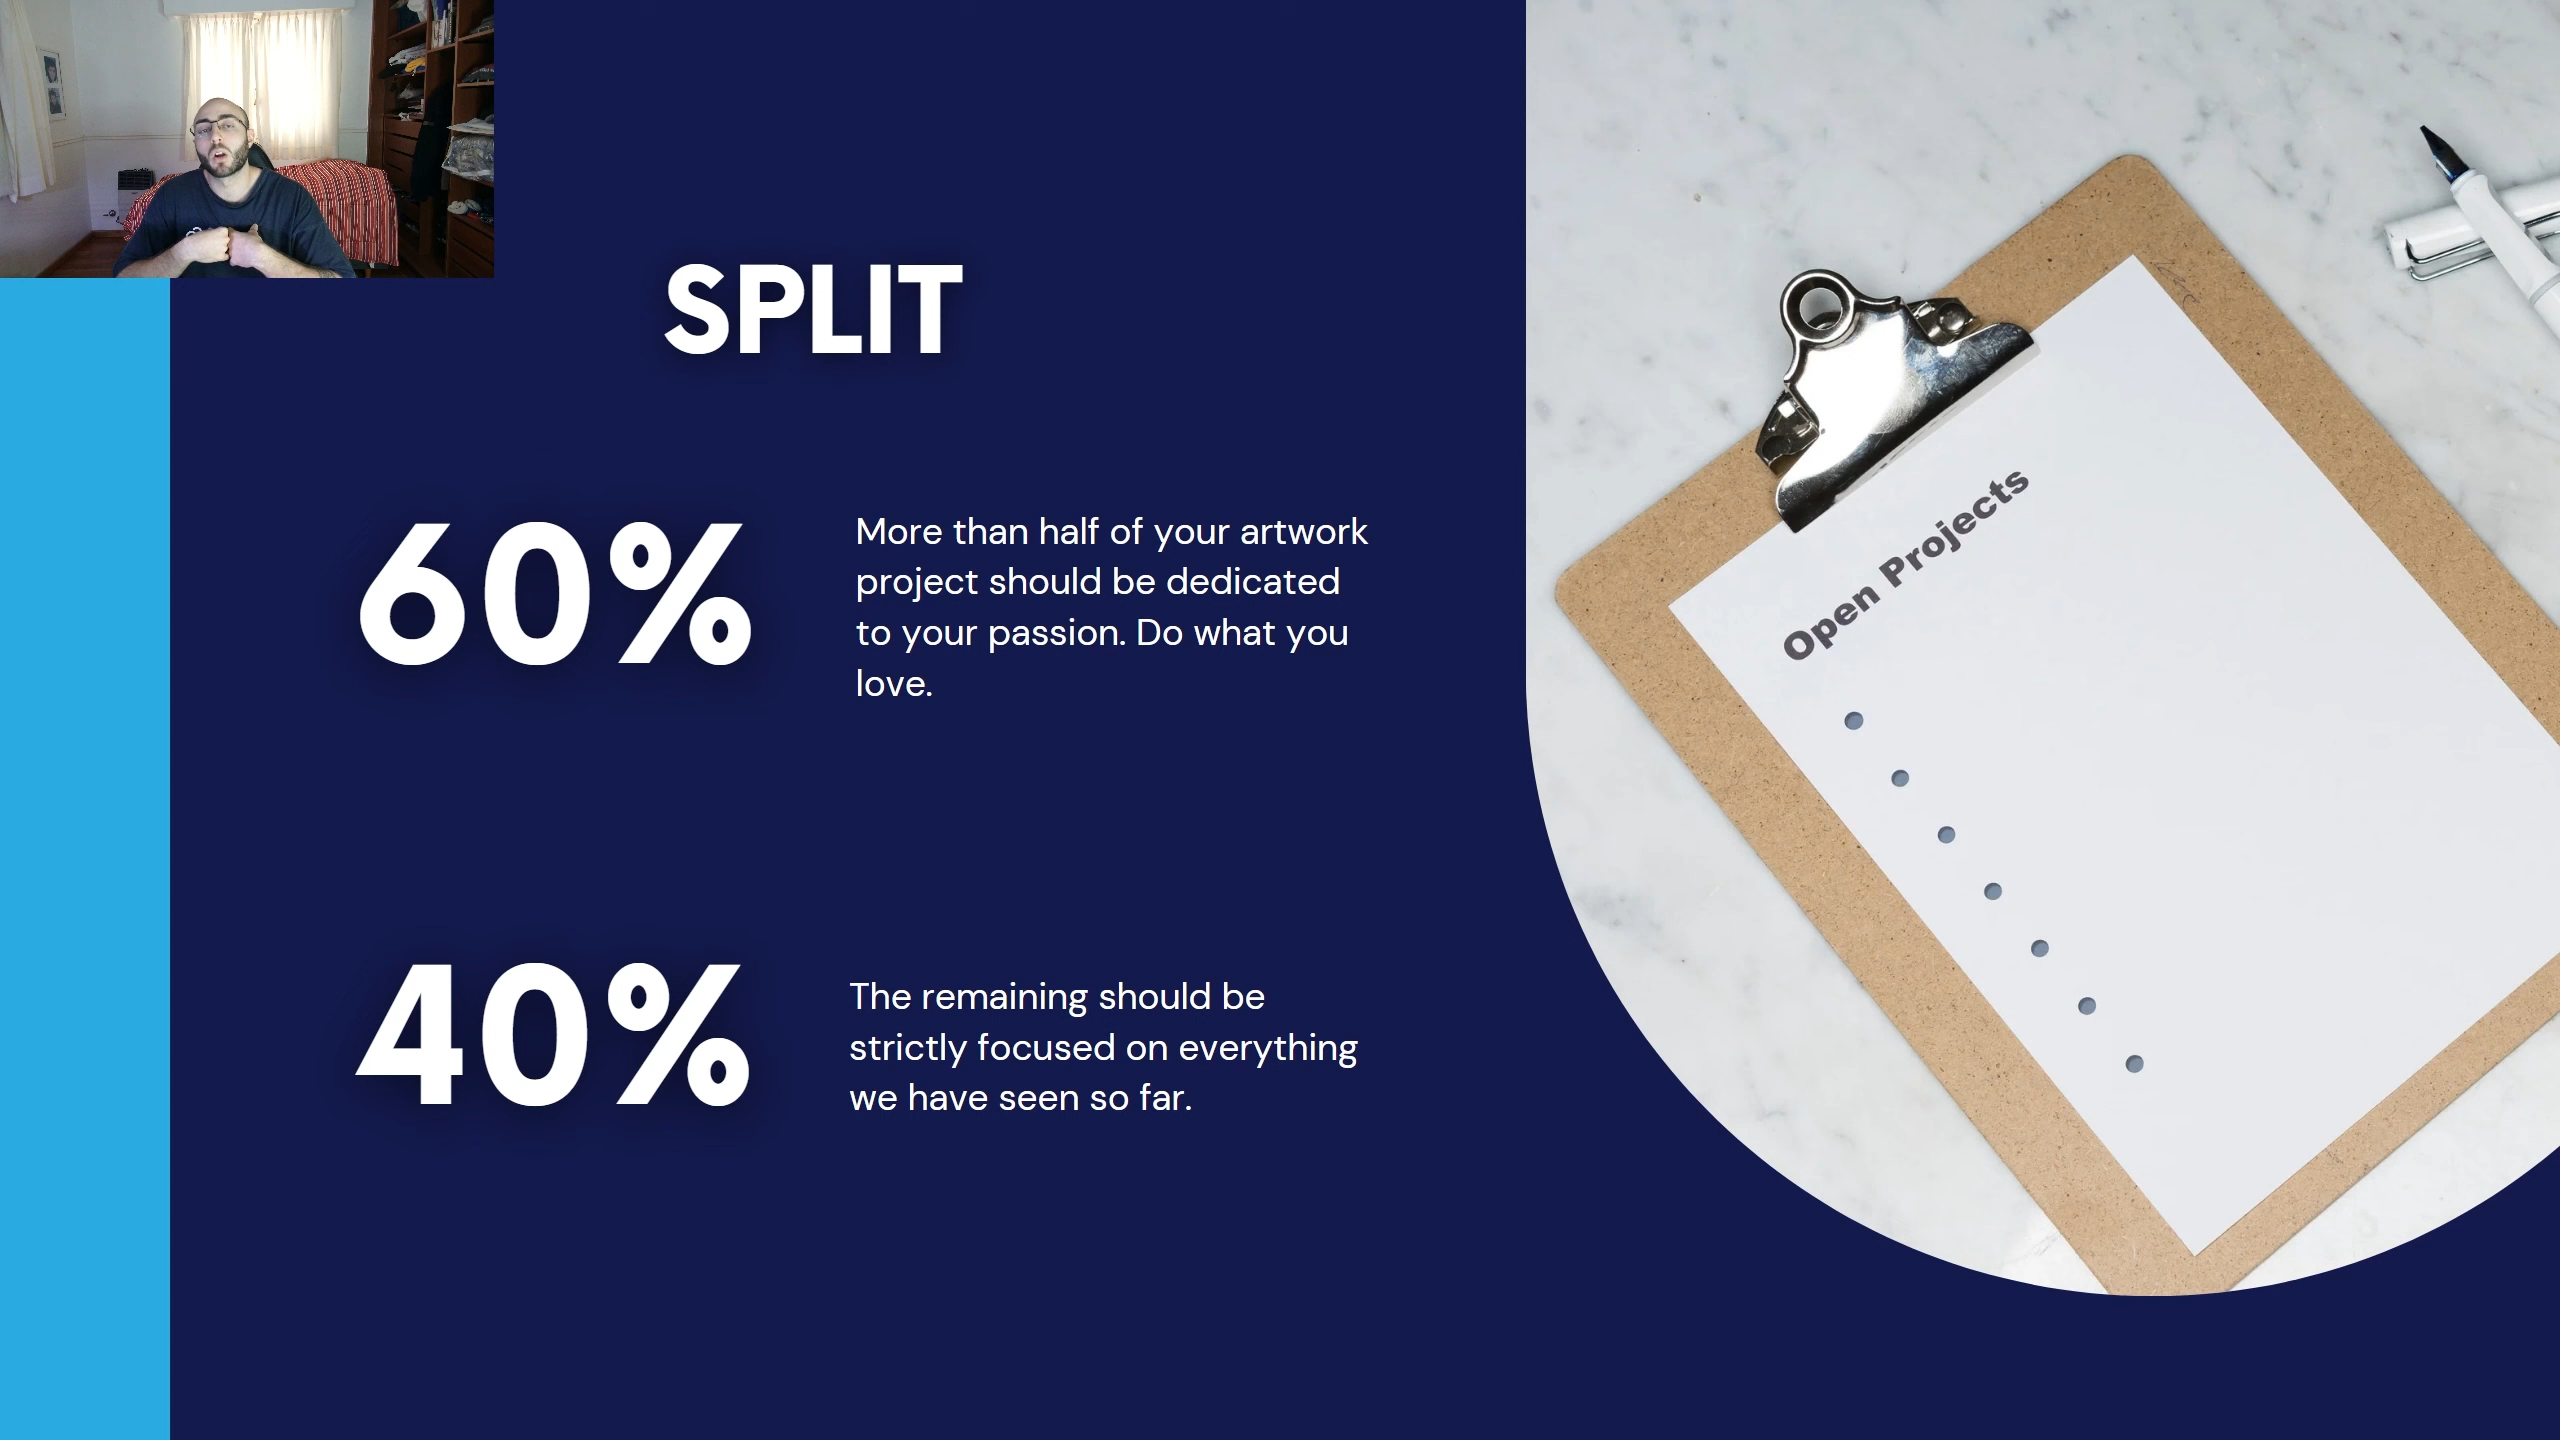 SPLIT
60%
More than half of your artwork
project should be dedicated
to your passion. Do what you
love.
40%
The remaining should be
strictly focused on everything
we have seen so far.
Open Projects